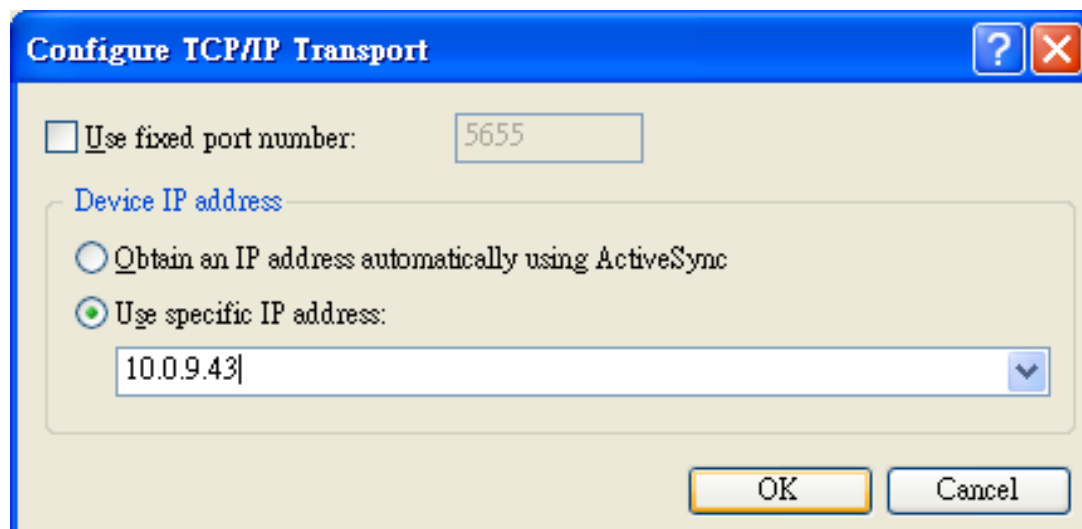 Configure TCP/IP Transport
Use fixed port number: 5655
Device IP address
Obtain an IP address automatically using ActiveSync
Use specific IP address:
10.0.9.43
OK Cancel